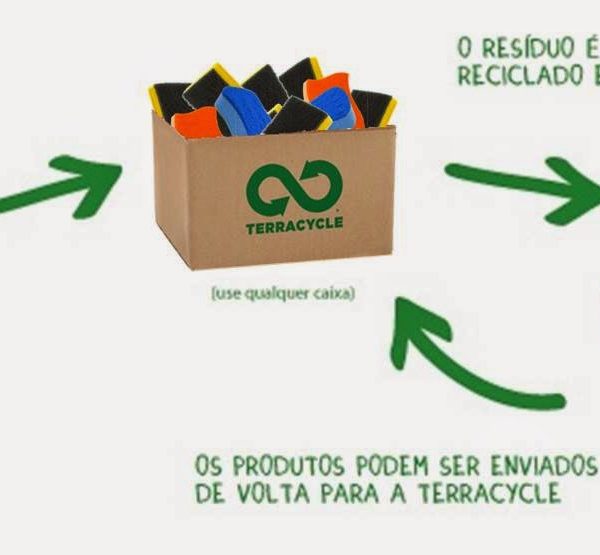 O RESÍDUO É
RECICLADO E
TERRACYCLE
(use qualquer caixa)
OS PRODUTOS PODEM SER ENVIADOS
DE VOLTA PARA A TERRACYCLE